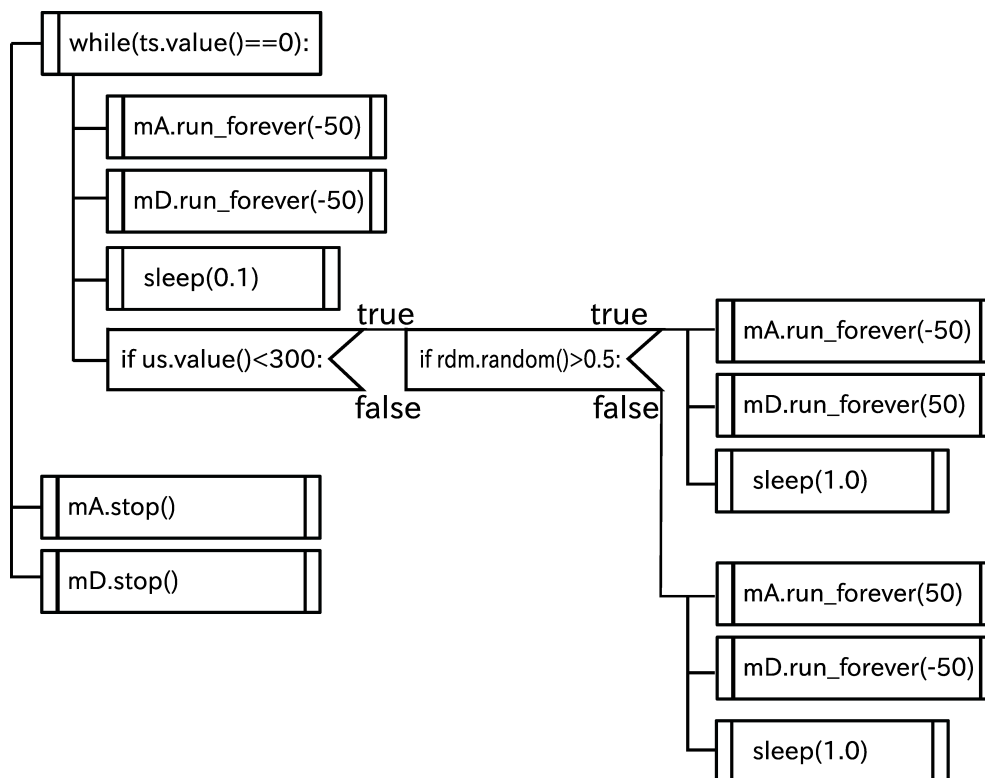 while(ts.value()==0):
mA.run_forever(-50)
mD.run_forever(-50)
sleep(0.1)
if us.value()<300:
true
false
if rdm.random()>0.5:
true
false
mA.run_forever(-50)
mD.run_forever(50)
sleep(1.0)
mA.run_forever(50)
mD.run_forever(-50)
sleep(1.0)
mA.stop()
mD.stop()